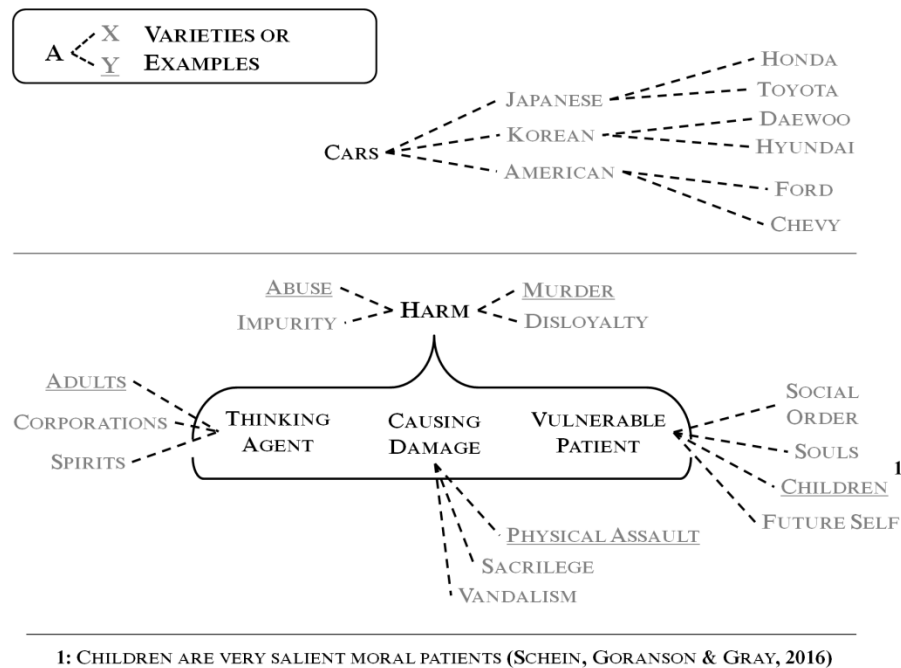 A
X
Y
VARIETIES OR
EXAMPLES
CARS
JAPANESE
KOREAN
AMERICAN
HONDA
TOYOTA
DAEWOO
HYUNDAI
FORD
CHEVY
ABUSE
IMPURITY
HARM
MURDER
DISLOYALTY
ADULTS
CORPORATIONS
SPIRITS
THINKING
AGENT
CAUSING
DAMAGE
VULNERABLE
PATIENT
SOCIAL
ORDER
SOULS
CHILDREN 1
FUTURE SELF
PHYSICAL ASSAULT
SACRILEGE
VANDALISM
1: CHILDREN ARE VERY SALIENT MORAL PATIENTS (SCHEIN, GORANSON & GRAY, 2016)